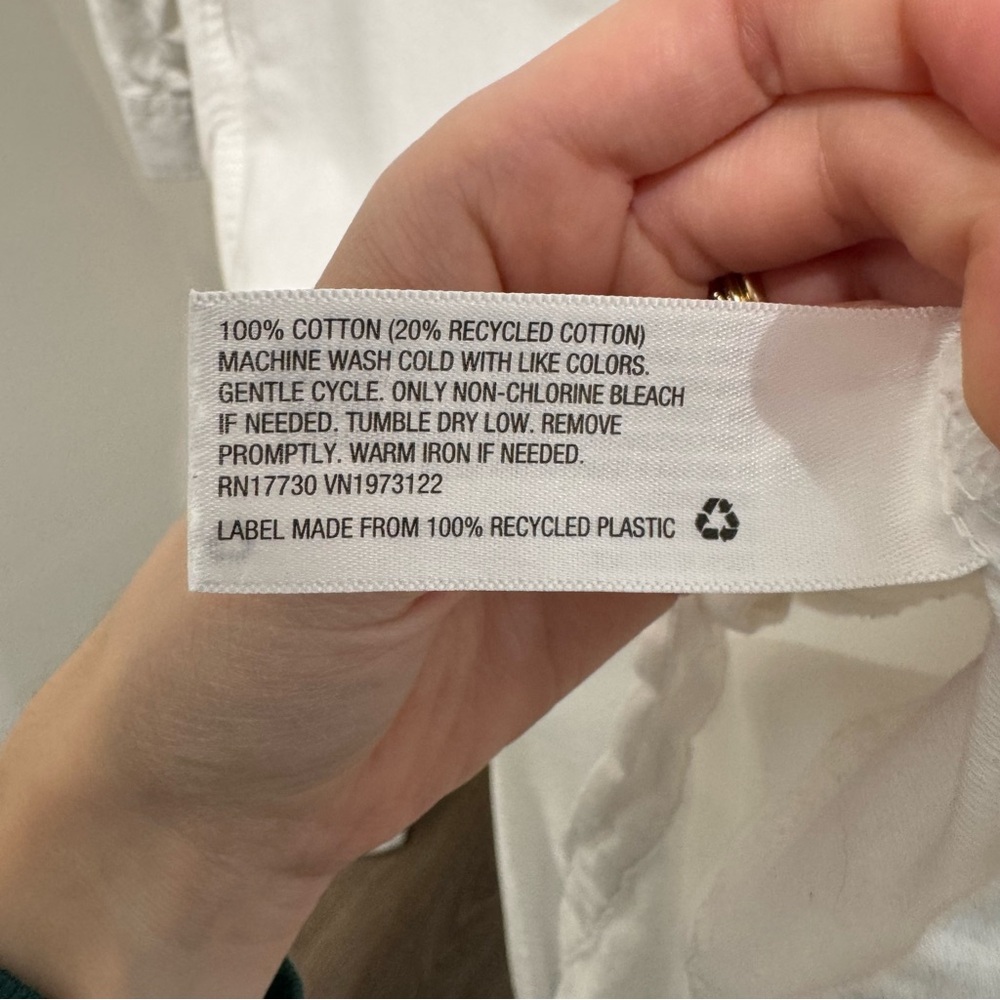 100% COTTON (20% RECYCLED COTTON)
MACHINE WASH COLD WITH LIKE COLORS.
GENTLE CYCLE. ONLY NON-CHLORINE BLEACH
IF NEEDED. TUMBLE DRY LOW. REMOVE
PROMPTLY. WARM IRON IF NEEDED.
RN17730 VN1973122
LABEL MADE FROM 100% RECYCLED PLASTIC